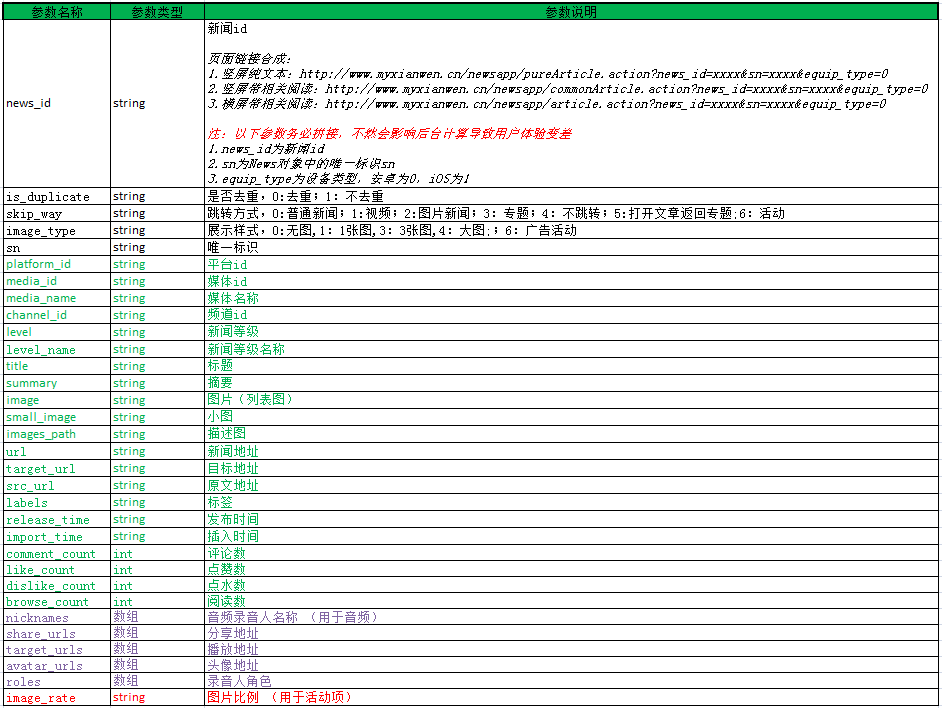 参数名称 参数类型 参数说明
新闻id
页面链接合成：
1.竖屏纯文本：http://www.myxianwen.cn/newsapp/pureArticle.action?news_id=xxxx&sn=xxxx&equip_type=0
2.竖屏带相关阅读：http://www.myxianwen.cn/newsapp/commonArticle.action?news_id=xxxx&sn=xxxx&equip_type=0
3.横屏带相关阅读：http://www.myxianwen.cn/newsapp/article.action?news_id=xxxx&sn=xxxx&equip_type=0
news_id string
注：以下参数务必拼接，不然会影响后台计算导致用户体验变差
1.news_id为新闻id
2.sn为News对象中的唯一标识sn
3.equip_type为设备类型，安卓为0，iOS为1
is_duplicate string 是否去重，0:去重；1：不去重
skip_way string 跳转方式，0:普通新闻；1:视频；2:图片新闻；3：专题；4：不跳转；5:打开文章返回专题;6：活动
image_type string 展示样式，0:无图,1：1张图,3：3张图,4：大图;；6：广告活动
sn string 唯一标识
platform_id string 平台id
media_id string 媒体id
media_name string 媒体名称
channel_id string 频道id
level string 新闻等级
level_name string 新闻等级名称
title string 标题
summary string 摘要
image string 图片（列表图）
small_image string 小图
images_path string 描述图
url string 新闻地址
target_url string 目标地址
src_url string 原文地址
labels string 标签
release_time string 发布时间
import_time string 插入时间
comment_count int 评论数
like_count int 点赞数
dislike_count int 点水数
browse_count int 阅读数
nicknames 数组 音频录音人名称 （用于音频）
share_urls 数组 分享地址
target_urls 数组 播放地址
avatar_urls 数组 头像地址
roles 数组 录音人角色
image_rate string 图片比例 （用于活动项）